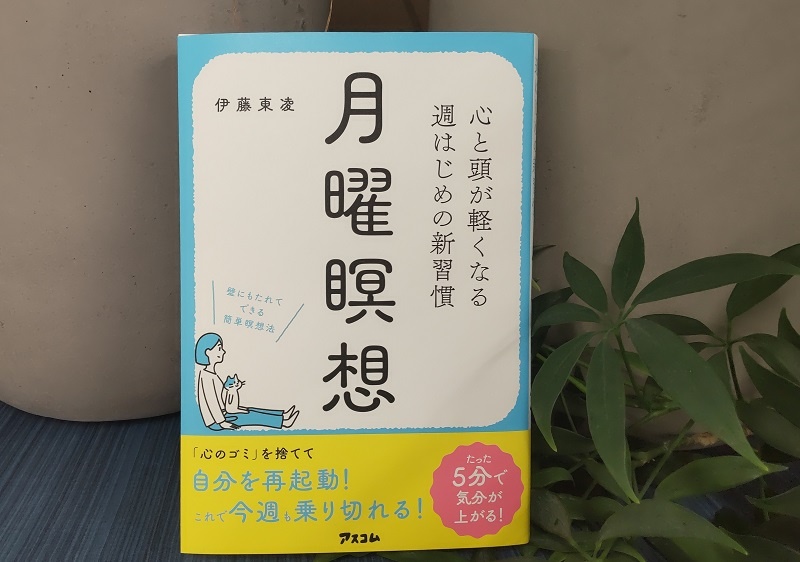 心と頭が軽くなる
週はじめの新習慣
月曜瞑想
伊藤東凌
壁にもたれて
できる
簡単瞑想法
「心のゴミ」を捨てて
自分を再起動！
これで今週も乗り切れる！
たった
5分で
気分が
上がる！
アスコム